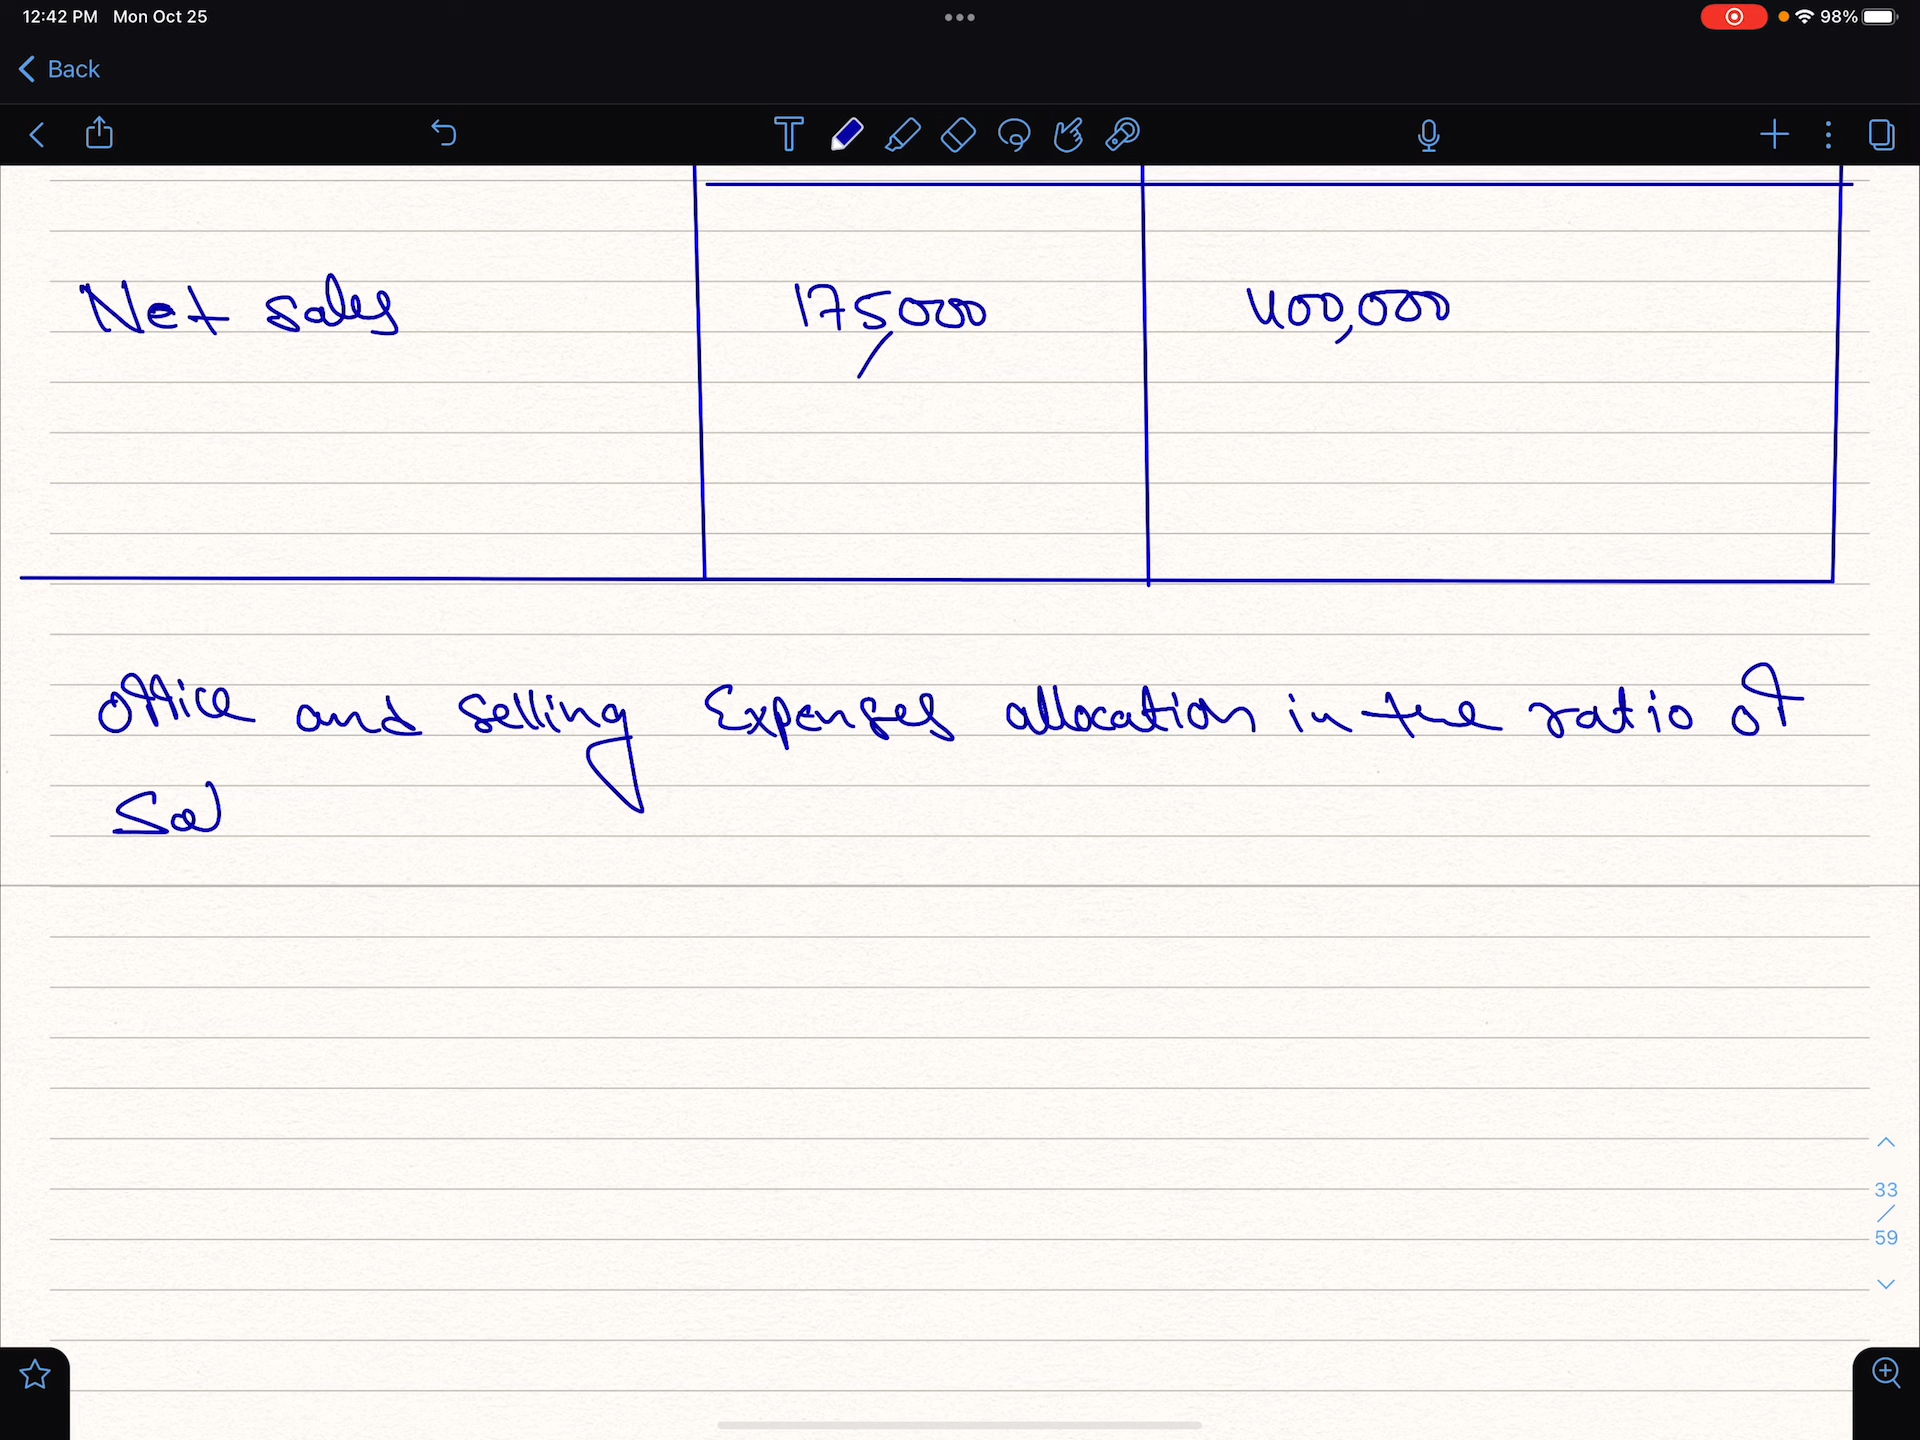 12:42 PM Mon Oct 25 98%
Back
T
Net sales 175,000 400,000
office and selling Expenses allocation in the ratio of
Sal
33
/
59